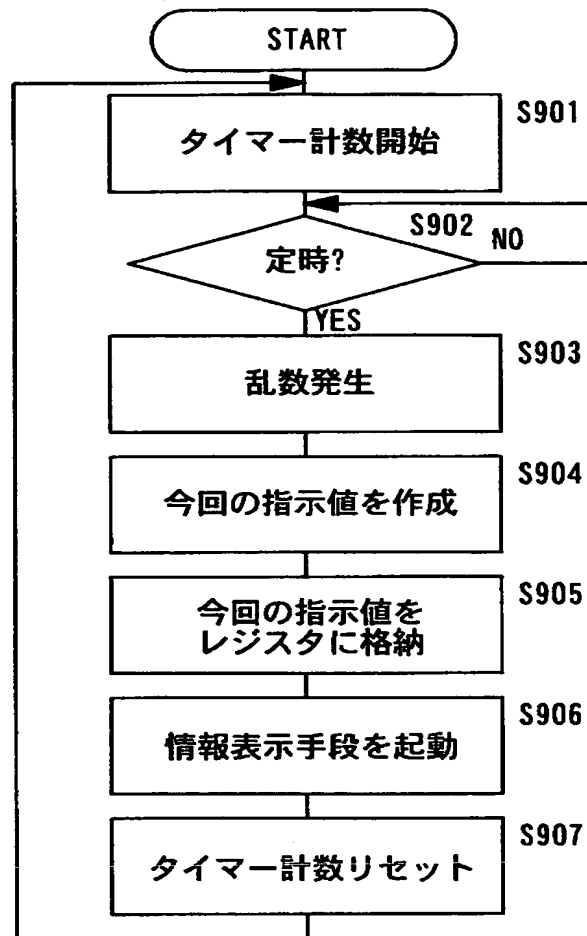 START
S901
タイマー計数開始
S902
NO
定時?
YES
S903
乱数発生
S904
今回の指示値を作成
S905
今回の指示値を
レジスタに格納
S906
情報表示手段を起動
S907
タイマー計数リセット